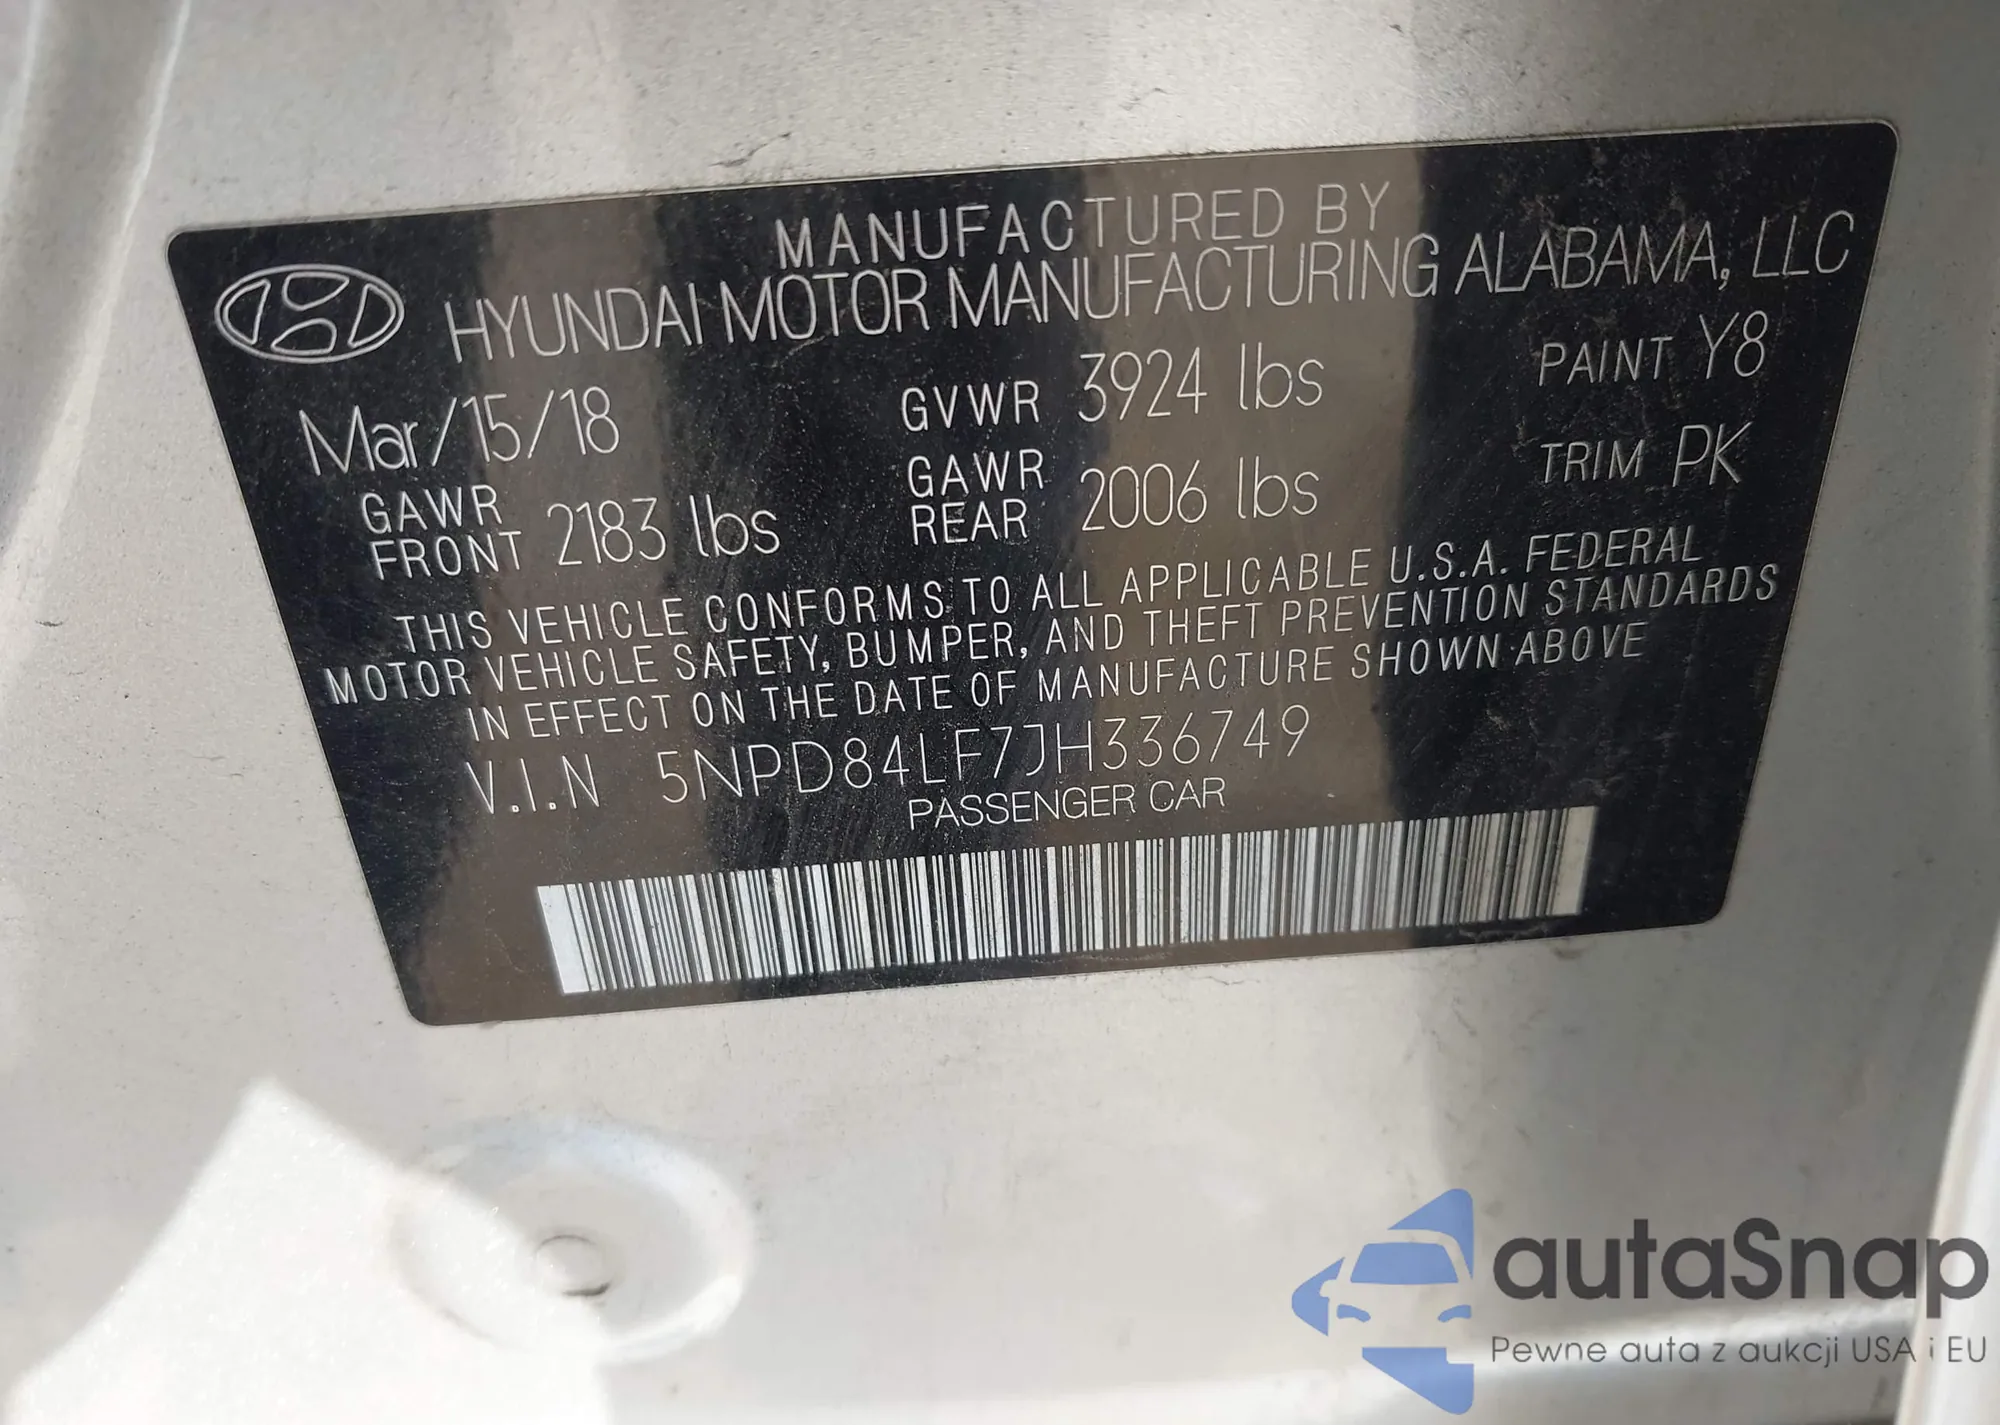 MANUFACTURED BY
HYUNDAI MOTOR MANUFACTURING ALABAMA, LLC
Mar/15/18 GVWR 3924 lbs PAINT Y8
GAWR FRONT 2183 lbs GAWR REAR 2006 lbs TRIM PK
THIS VEHICLE CONFORMS TO ALL APPLICABLE U.S.A. FEDERAL
MOTOR VEHICLE SAFETY, BUMPER, AND THEFT PREVENTION STANDARDS
IN EFFECT ON THE DATE OF MANUFACTURE SHOWN ABOVE
V.I.N 5NPD84LF7JH336749
PASSENGER CAR
autaSnap
Pewne auta z aukcji USA i EU